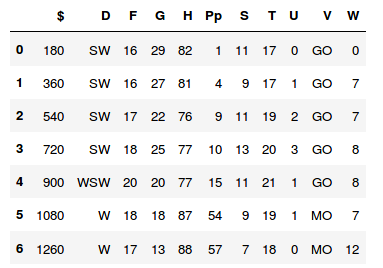 $ D F G H Pp S T U V W
0 180 SW 16 29 82 1 11 17 0 GO 0
1 360 SW 16 27 81 4 9 17 1 GO 7
2 540 SW 17 22 76 9 11 19 2 GO 7
3 720 SW 18 25 77 10 13 20 3 GO 8
4 900 WSW 20 20 77 15 11 21 1 GO 8
5 1080 W 18 18 87 54 9 19 1 MO 7
6 1260 W 17 13 88 57 7 18 0 MO 12